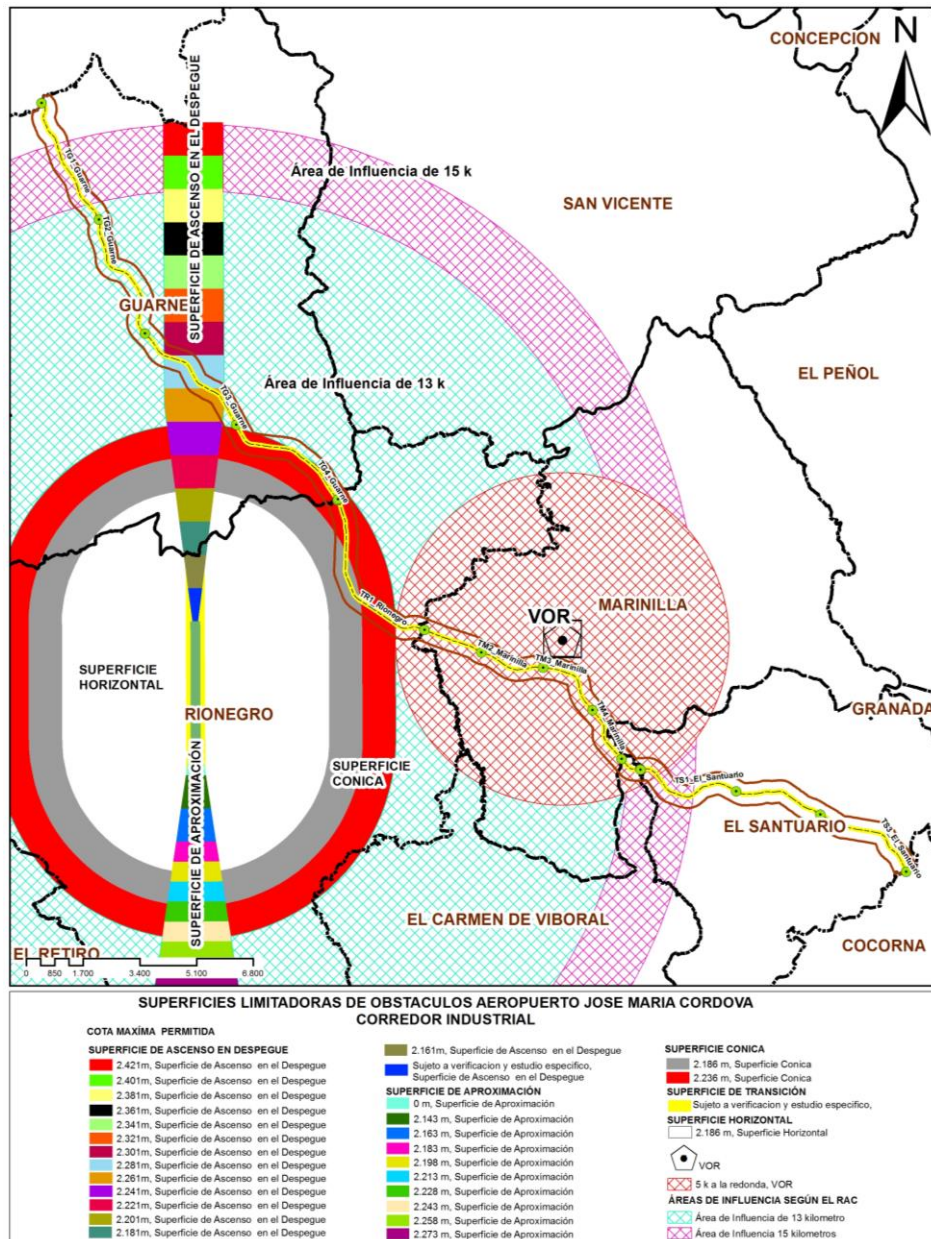 CONCEPCION
N
SUPERFICIE DE ASCENSO EN EL DESPEGUE
Área de Influencia de 15 k
TG1_Guarne
SAN VICENTE
TG2_Guarne
GUARNE
EL PEÑOL
Área de Influencia de 13 k
TG3_Guarne
TG4_Guarne
TR1_Rionegro
MARINILLA
VOR
TM2_Marinilla
TM3_Marinilla
SUPERFICIE
HORIZONTAL
RIONEGRO
TM4_Marinilla
GRANADA
SUPERFICIE
CONICA
TS1_El_Santuario
SUPERFICIE DE APROXIMACIÓN
EL SANTUARIO
TS3_El_Santuario
EL CARMEN DE VIBORAL
EL RETIRO
COCORNA
0 850 1.700 3.400 5.100 6.800
SUPERFICIES LIMITADORAS DE OBSTACULOS AEROPUERTO JOSE MARIA CORDOVA
CORREDOR INDUSTRIAL
COTA MAXÍMA PERMITIDA
SUPERFICIE DE ASCENSO EN DESPEGUE
2.421m, Superficie de Ascenso en el Despegue
2.401m, Superficie de Ascenso en el Despegue
2.381m, Superficie de Ascenso en el Despegue
2.361m, Superficie de Ascenso en el Despegue
2.341m, Superficie de Ascenso en el Despegue
2.321m, Superficie de Ascenso en el Despegue
2.301m, Superficie de Ascenso en el Despegue
2.281m, Superficie de Ascenso en el Despegue
2.261m, Superficie de Ascenso en el Despegue
2.241m, Superficie de Ascenso en el Despegue
2.221m, Superficie de Ascenso en el Despegue
2.201m, Superficie de Ascenso en el Despegue
2.181m, Superficie de Ascenso en el Despegue
2.161m, Superficie de Ascenso en el Despegue
Sujeto a verificacion y estudio especifico,
Superficie de Ascenso en el Despegue
SUPERFICIE DE APROXIMACIÓN
0 m, Superficie de Aproximación
2.143 m, Superficie de Aproximación
2.163 m, Superficie de Aproximación
2.183 m, Superficie de Aproximación
2.198 m, Superficie de Aproximación
2.213 m, Superficie de Aproximación
2.228 m, Superficie de Aproximación
2.243 m, Superficie de Aproximación
2.258 m, Superficie de Aproximación
2.273 m, Superficie de Aproximación
SUPERFICIE CONICA
2.186 m, Superficie Conica
2.236 m, Superficie Conica
SUPERFICIE DE TRANSICIÓN
Sujeto a verificacion y estudio especifico,
SUPERFICIE HORIZONTAL
2.186 m, Superficie Horizontal
VOR
5 k a la redonda, VOR
ÁREAS DE INFLUENCIA SEGÚN EL RAC
Área de Influencia de 13 kilometro
Área de Influencia 15 kilometros